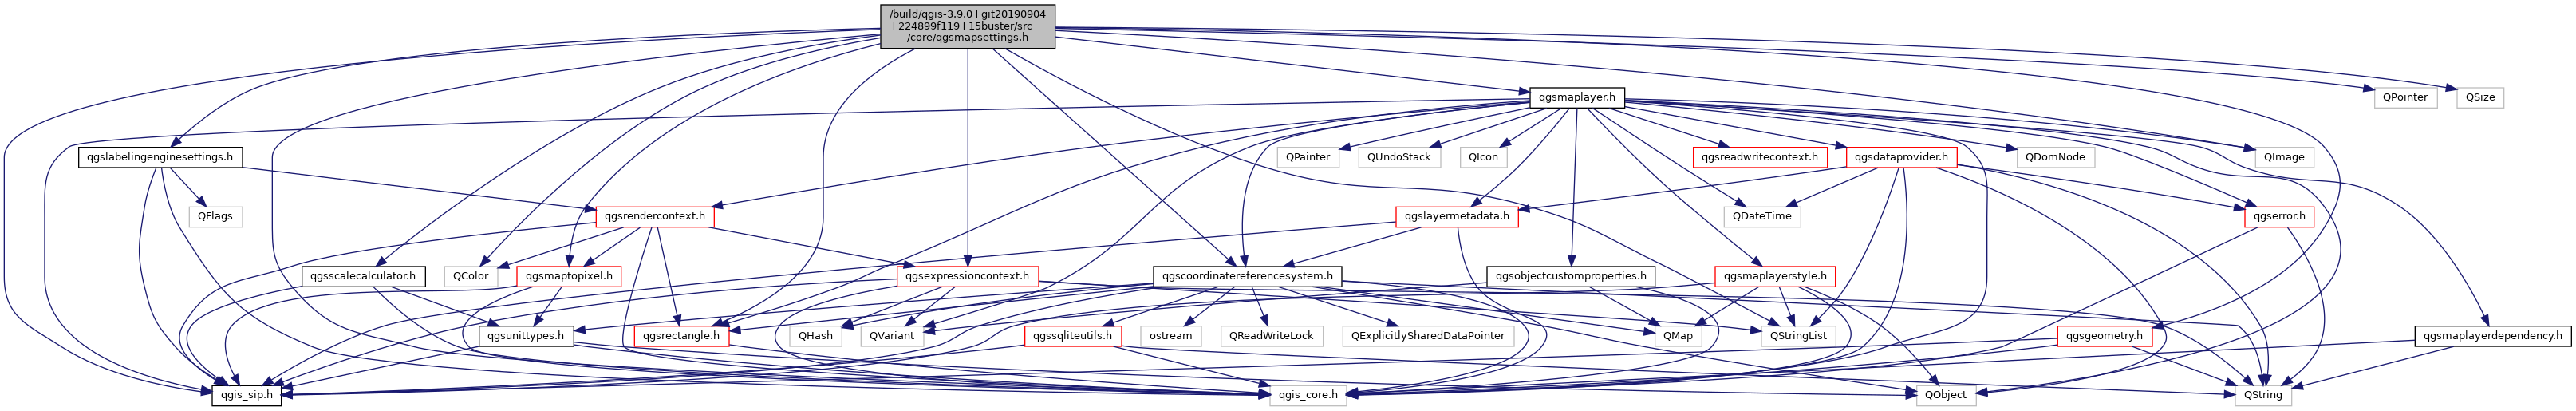 /build/qgis-3.9.0+git20190904
+224899f119+15buster/src
/core/qgsmapsettings.h
qgsmaplayer.h
QPointer
QSize
qgslabelingenginesettings.h
QPainter
QUndoStack
QIcon
qgsreadwritecontext.h
qgsdataprovider.h
QDomNode
QImage
QFlags
qgsrendercontext.h
qgslayermetadata.h
QDateTime
qgserror.h
qgsscalecalculator.h
QColor
qgsmaptopixel.h
qgsexpressioncontext.h
qgscoordinatereferencesystem.h
qgsobjectcustomproperties.h
qgsmaplayerstyle.h
qgsunittypes.h
qgsrectangle.h
QHash
QVariant
qgssqliteutils.h
ostream
QReadWriteLock
QExplicitlySharedDataPointer
QMap
QStringList
qgsgeometry.h
qgsmaplayerdependency.h
qgis_sip.h
qgis_core.h
QObject
QString